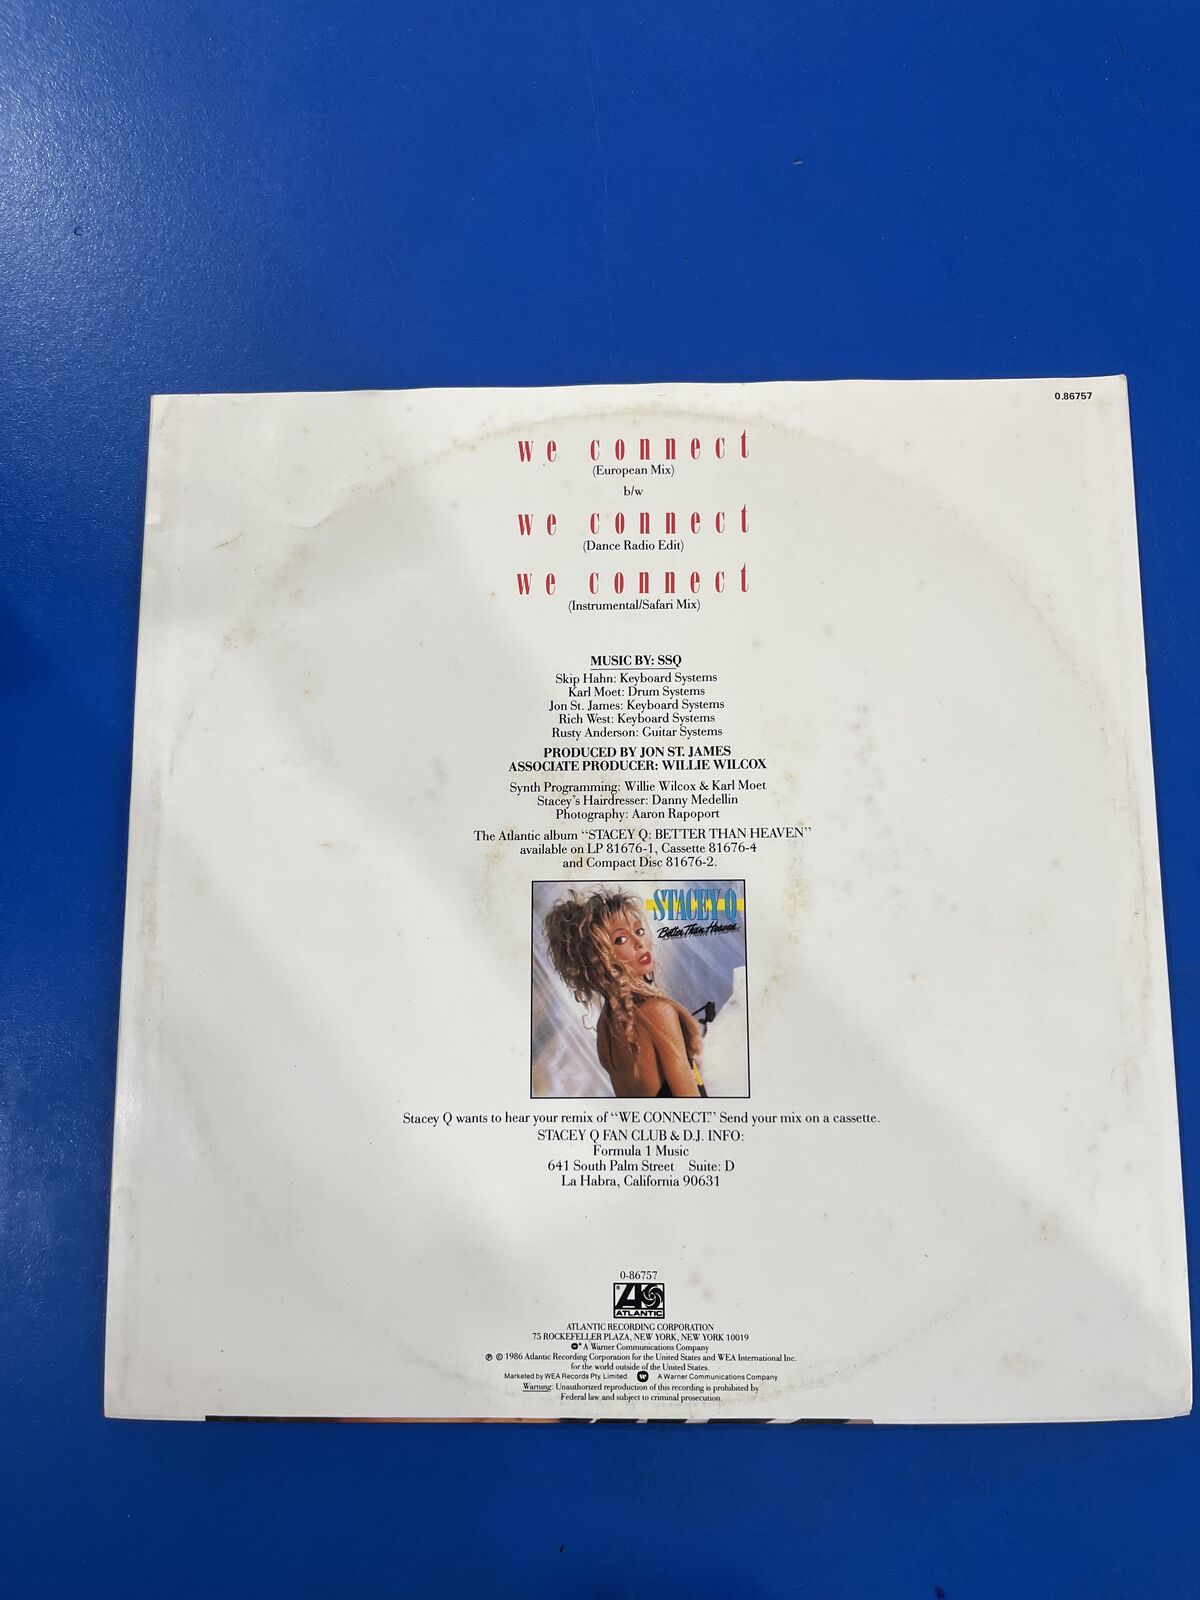 0.86757
we connect
(European Mix)
b/w
we connect
(Dance Radio Edit)
we connect
(Instrumental/Safari Mix)
MUSIC BY: SSQ
Skip Hahn: Keyboard Systems
Karl Moet: Drum Systems
Jon St. James: Keyboard Systems
Rich West: Keyboard Systems
Rusty Anderson: Guitar Systems
PRODUCED BY JON ST. JAMES
ASSOCIATE PRODUCER: WILLIE WILCOX
Synth Programming: Willie Wilcox & Karl Moet
Stacey's Hairdresser: Danny Medellin
Photography: Aaron Rapoport
The Atlantic album "STACEY Q: BETTER THAN HEAVEN"
available on LP 81676-1, Cassette 81676-4
and Compact Disc 81676-2.
STACEY Q
Better Than Heaven
Stacey Q wants to hear your remix of "WE CONNECT." Send your mix on a cassette.
STACEY Q FAN CLUB & D.J. INFO:
Formula 1 Music
641 South Palm Street Suite: D
La Habra, California 90631
0-86757
ATLANTIC
ATLANTIC RECORDING CORPORATION
75 ROCKEFELLER PLAZA, NEW YORK, NEW YORK 10019
A Warner Communications Company
℗ © 1986 Atlantic Recording Corporation for the United States and WEA International Inc.
for the world outside of the United States.
Marketed by WEA Records Pty. Limited. A Warner Communications Company
Warning: Unauthorized reproduction of this recording is prohibited by
Federal law and subject to criminal prosecution.